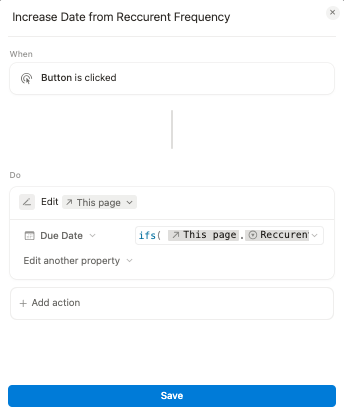 Increase Date from Reccurent Frequency
When
Button is clicked
Do
Edit This page
Due Date ifs( This page.Reccuren
Edit another property
+ Add action
Save